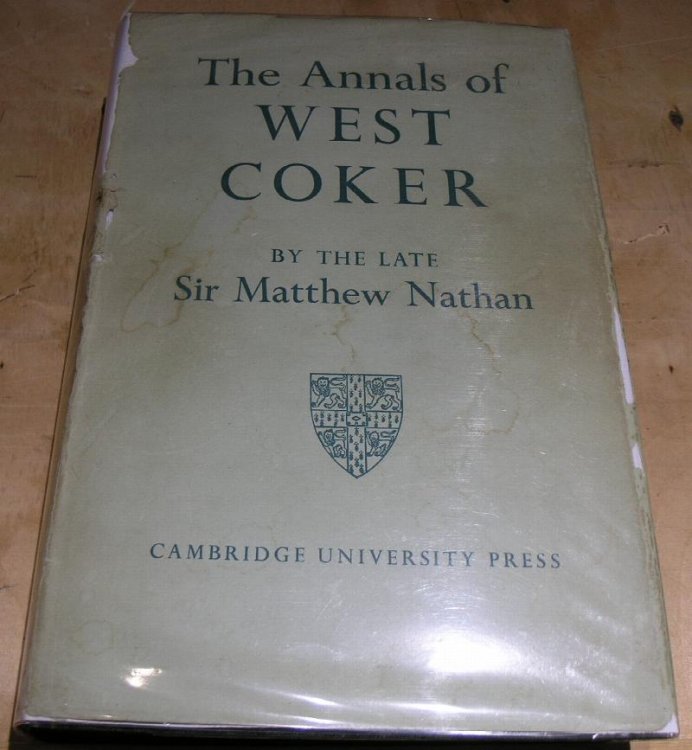 The Annals of
WEST
COKER
BY THE LATE
Sir Matthew Nathan
CAMBRIDGE UNIVERSITY PRESS